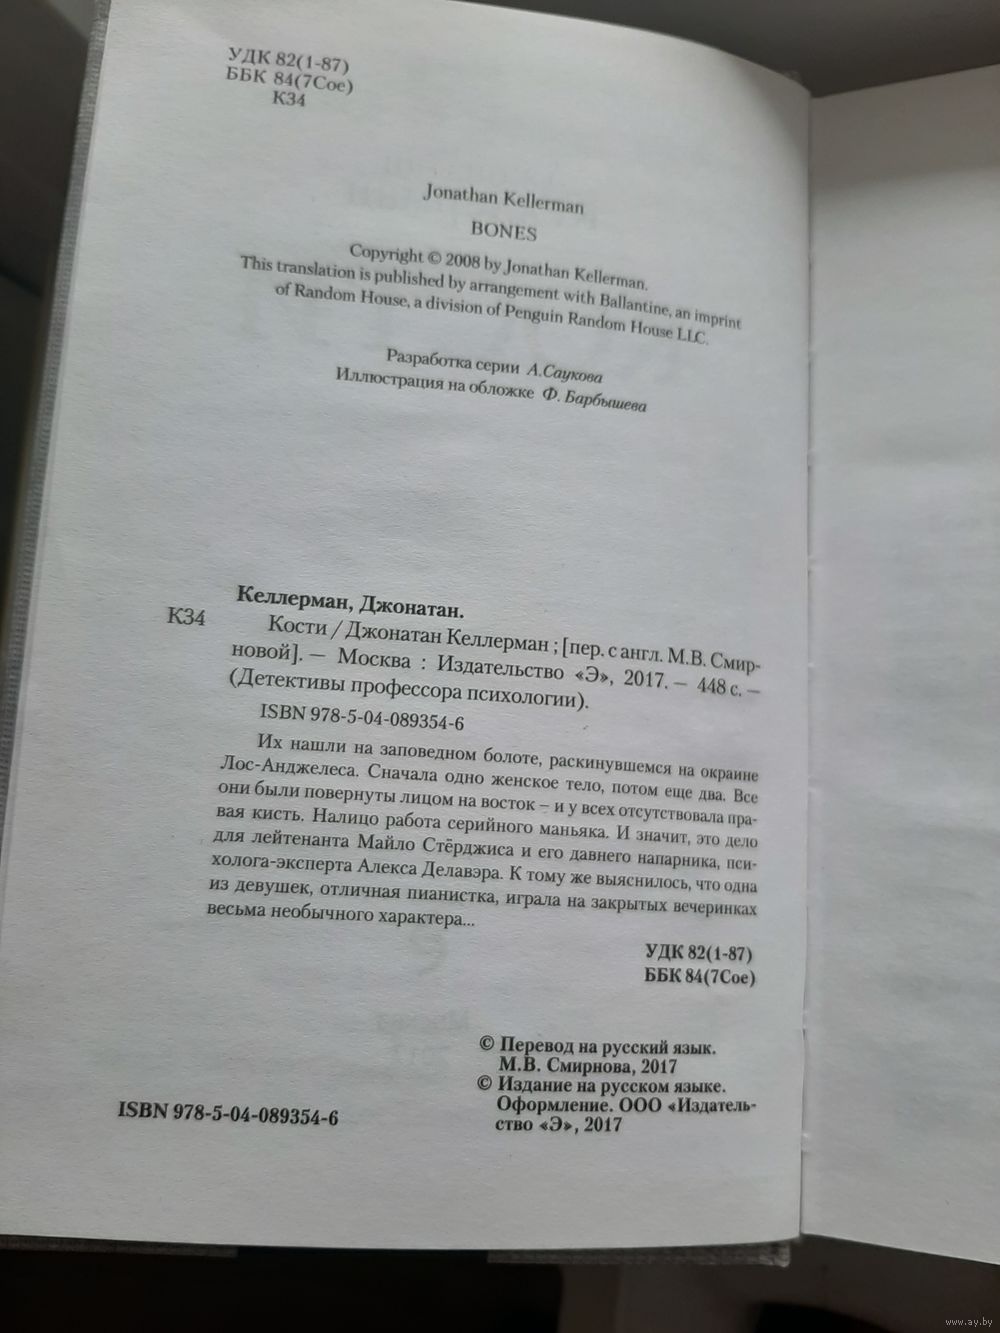 УДК 82(1-87)
ББК 84(7Сое)
К34
Jonathan Kellerman
BONES
Copyright © 2008 by Jonathan Kellerman.
This translation is published by arrangement with Ballantine, an imprint
of Random House, a division of Penguin Random House LLC.
Разработка серии А.Саукова
Иллюстрация на обложке Ф. Барбышева
Келлерман, Джонатан.
К34 Кости / Джонатан Келлерман ; [пер. с англ. М.В. Смир-
новой]. — Москва : Издательство «Э», 2017. — 448 с. —
(Детективы профессора психологии).
ISBN 978-5-04-089354-6
Их нашли на заповедном болоте, раскинувшемся на окраине
Лос-Анджелеса. Сначала одно женское тело, потом еще два. Все
они были повернуты лицом на восток – и у всех отсутствовала пра-
вая кисть. Налицо работа серийного маньяка. И значит, это дело
для лейтенанта Майло Стёрджиса и его давнего напарника, пси-
холога-эксперта Алекса Делавэра. К тому же выяснилось, что одна
из девушек, отличная пианистка, играла на закрытых вечеринках
весьма необычного характера...
УДК 82(1-87)
ББК 84(7Сое)
© Перевод на русский язык.
М.В. Смирнова, 2017
© Издание на русском языке.
Оформление. ООО «Издатель-
ство «Э», 2017
ISBN 978-5-04-089354-6
www.ay.by